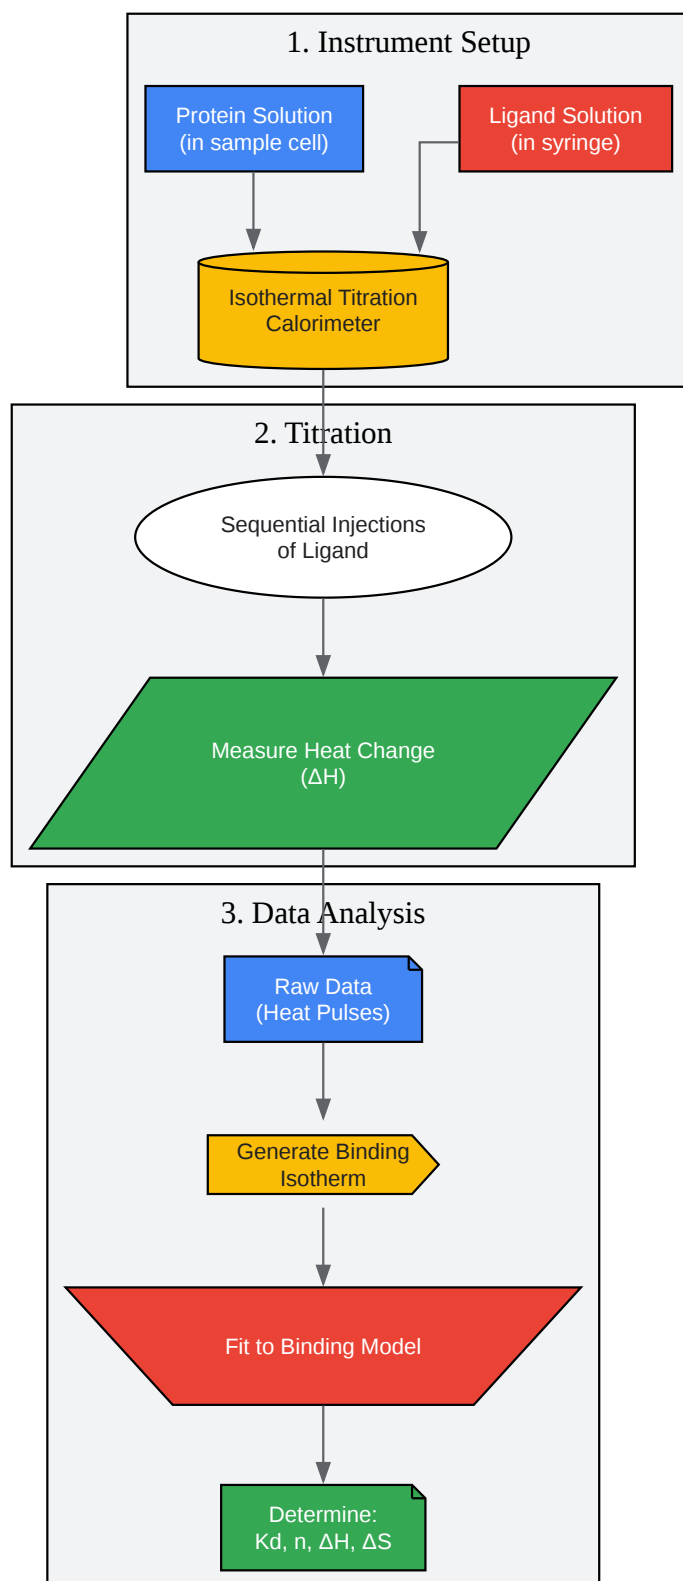 1. Instrument Setup
Protein Solution
(in sample cell)
Ligand Solution
(in syringe)
Isothermal Titration
Calorimeter
2. Titration
Sequential Injections
of Ligand
Measure Heat Change
(ΔH)
3. Data Analysis
Raw Data
(Heat Pulses)
Generate Binding
Isotherm
Fit to Binding Model
Determine:
Kd, n, ΔH, ΔS